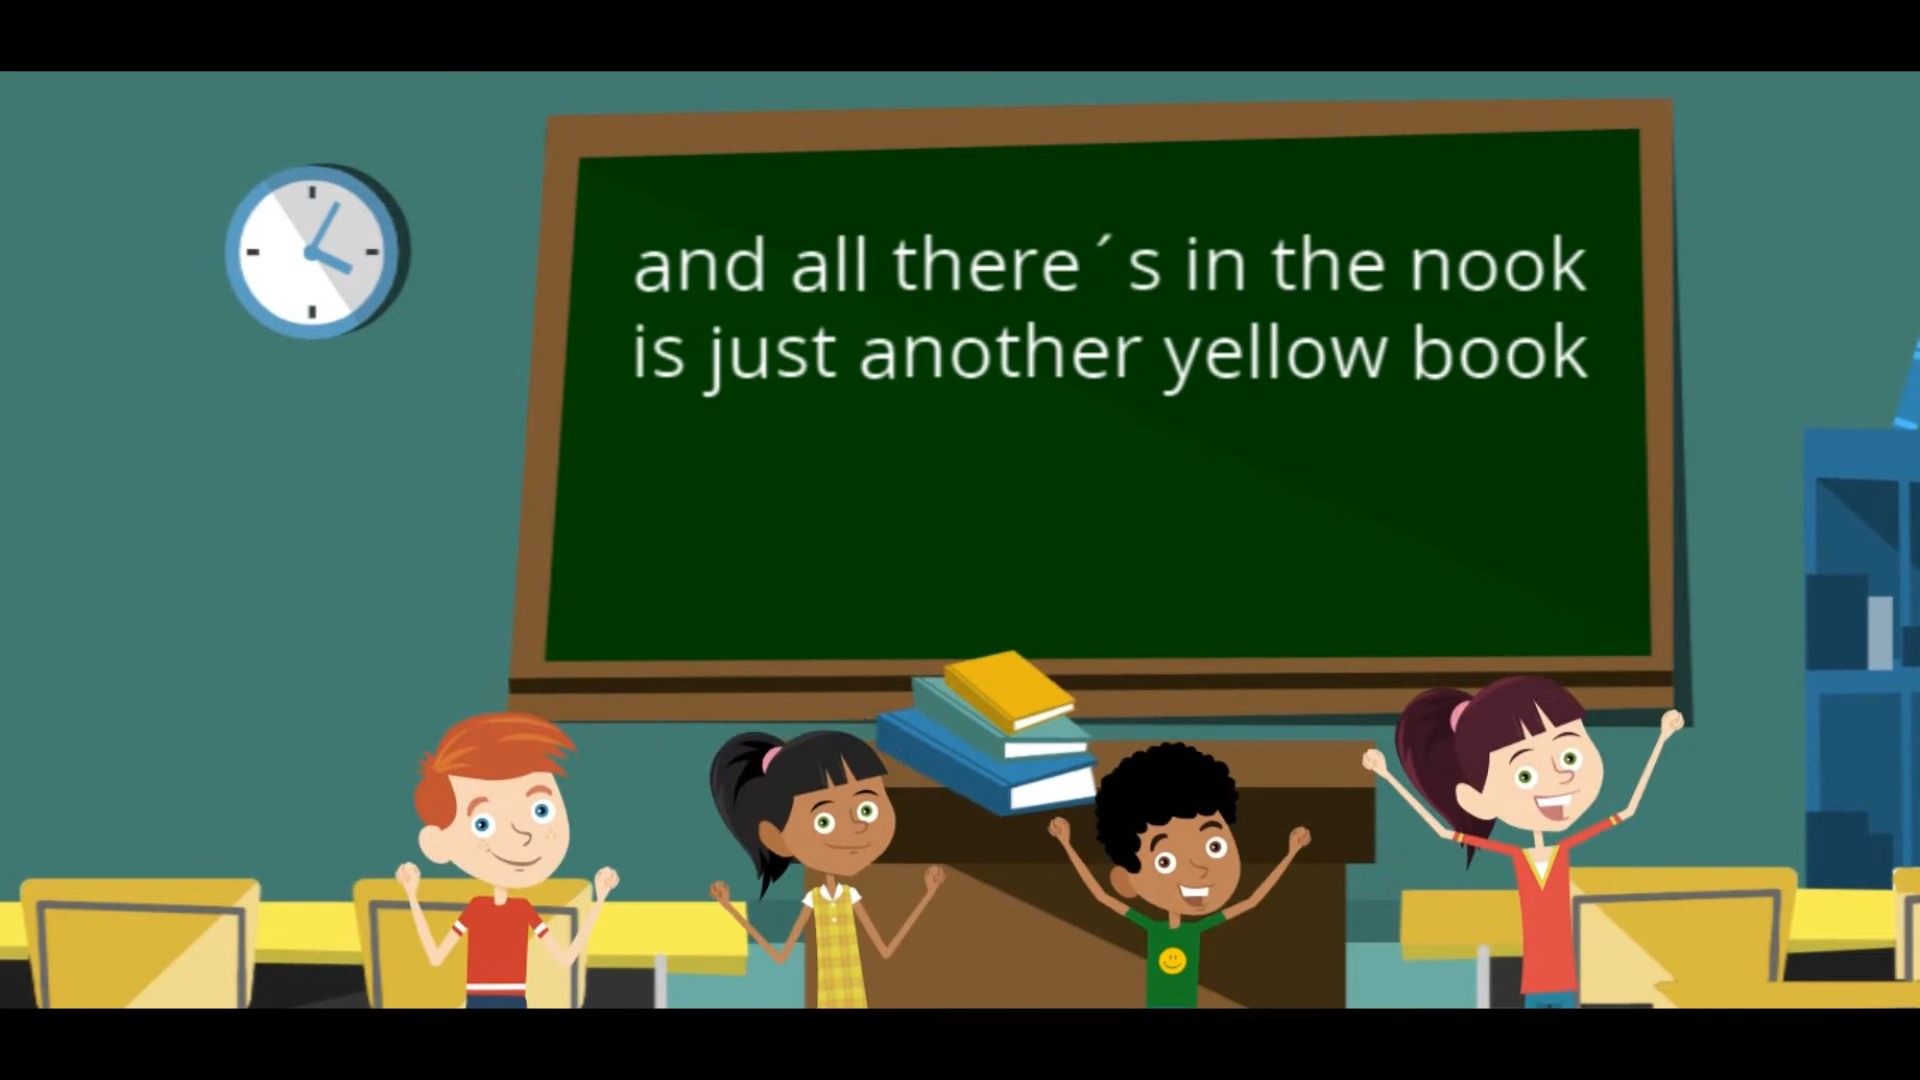 and all there´s in the nook
is just another yellow book